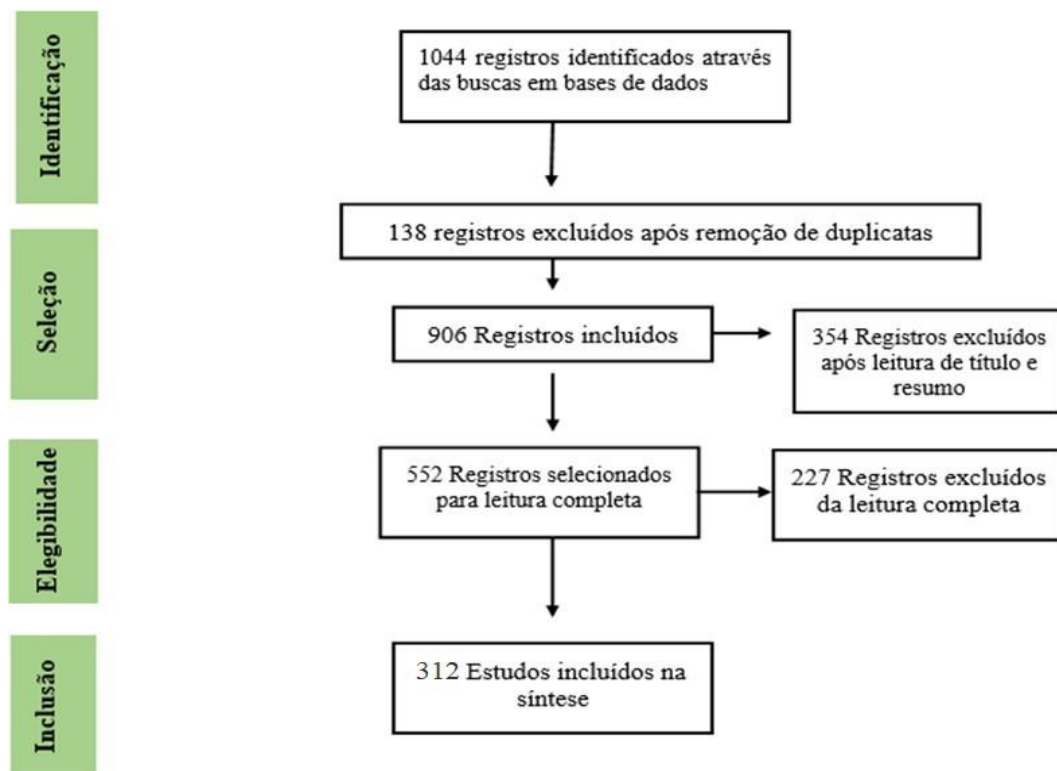 Identificação
1044 registros identificados através
das buscas em bases de dados
138 registros excluídos após remoção de duplicatas
Seleção
906 Registros incluídos
354 Registros excluídos
após leitura de título e
resumo
Elegibilidade
552 Registros selecionados
para leitura completa
227 Registros excluídos
da leitura completa
Inclusão
312 Estudos incluídos na
síntese